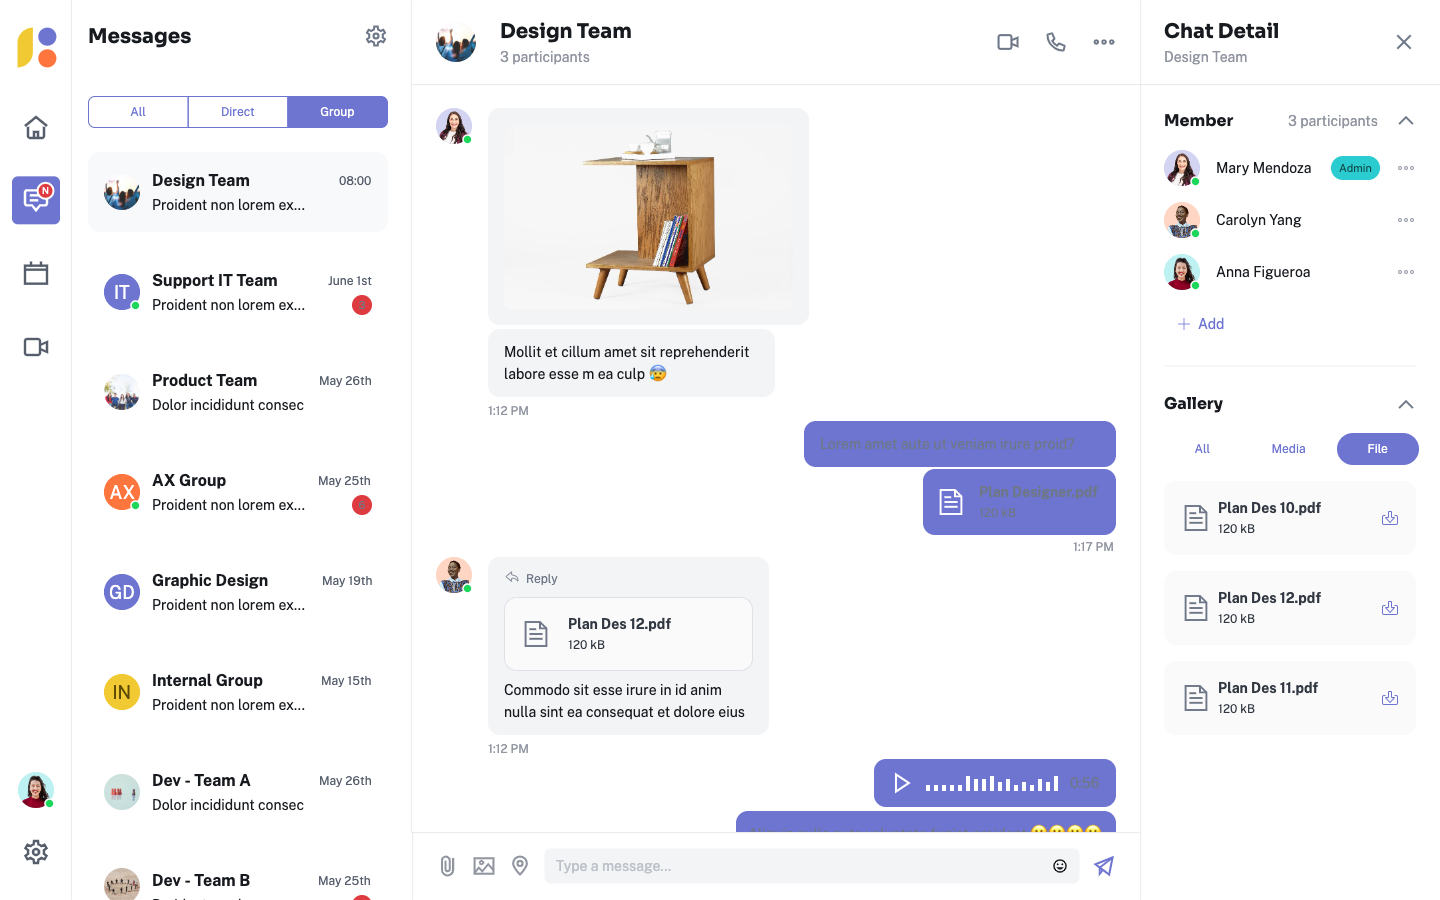 Messages
All
Direct
Group
N
Design Team
08:00
Proident non lorem ex...
IT
Support IT Team
June 1st
Proident non lorem ex...
Product Team
May 26th
Dolor incididunt consec
AX
AX Group
May 25th
Proident non lorem ex...
GD
Graphic Design
May 19th
Proident non lorem ex...
IN
Internal Group
May 15th
Proident non lorem ex...
Dev - Team A
May 26th
Dolor incididunt consec
Dev - Team B
May 25th
Design Team
3 participants
Mollit et cillum amet sit reprehenderit
labore esse m ea culp 😰
1:12 PM
Lorem amet aute ut veniam irure proid?
Plan Designer.pdf
120 kB
1:17 PM
Reply
Plan Des 12.pdf
120 kB
Commodo sit esse irure in id anim
nulla sint ea consequat et dolore eius
1:12 PM
0:56
Type a message...
Chat Detail
Design Team
Member
3 participants
Mary Mendoza
Admin
Carolyn Yang
Anna Figueroa
Add
Gallery
All
Media
File
Plan Des 10.pdf
120 kB
Plan Des 12.pdf
120 kB
Plan Des 11.pdf
120 kB